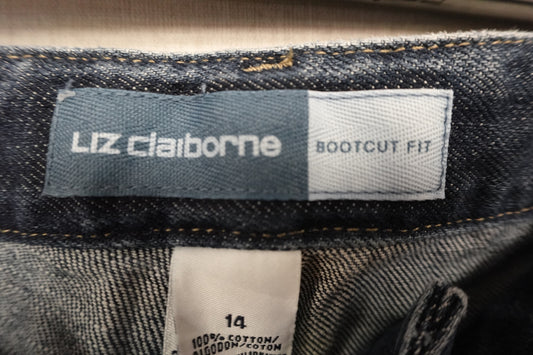 LIZ claiborne
BOOTCUT FIT
14
100% COTTON/
ALGODON/COTON